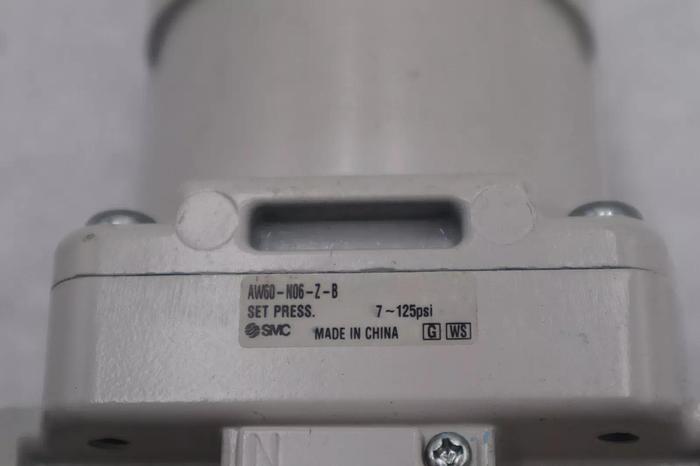 AW60-N06-Z-B
SET PRESS. 7~125psi
SMC MADE IN CHINA G WS